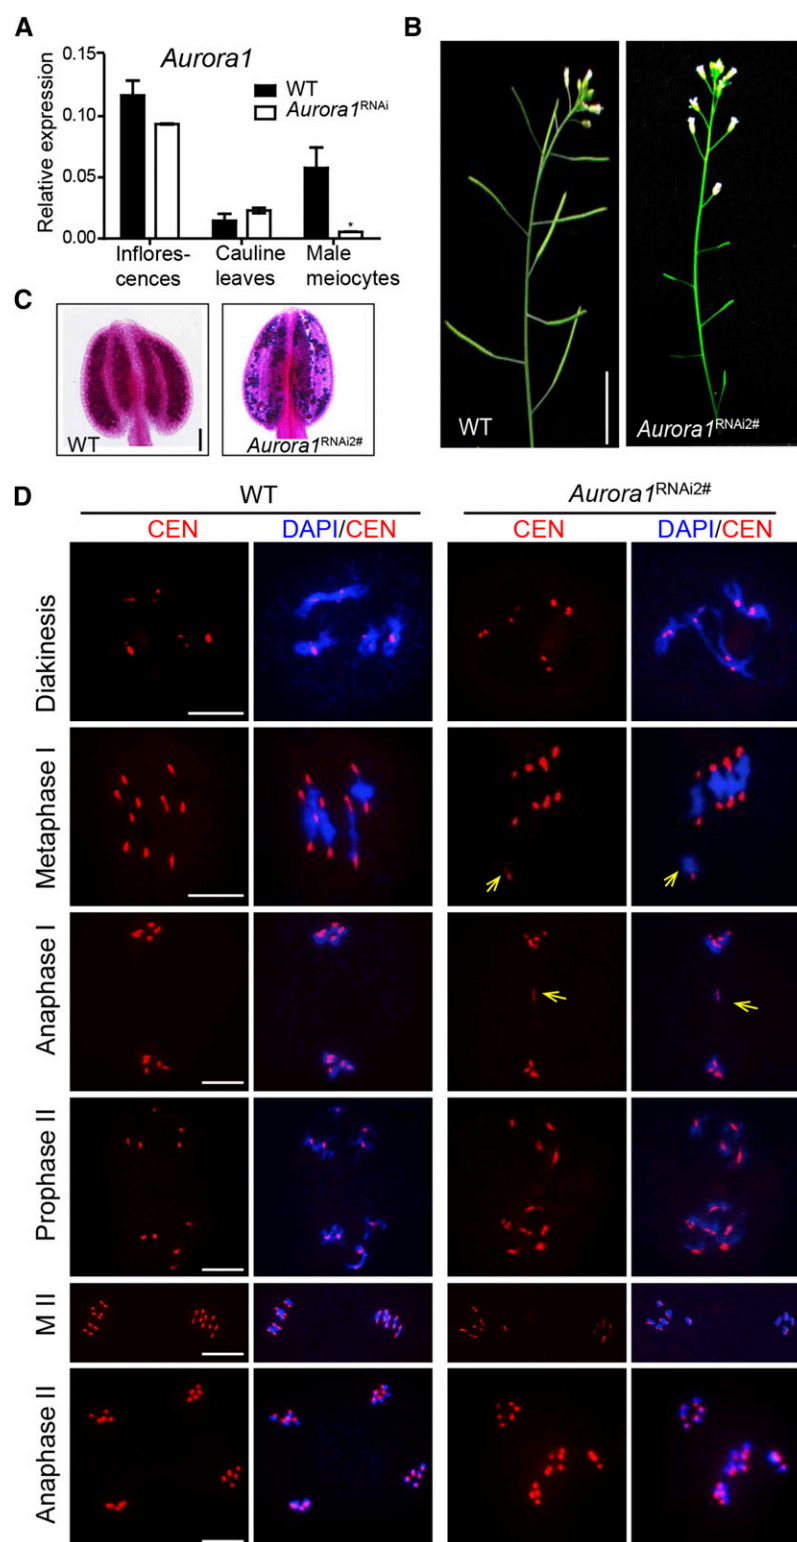 A
Aurora1
Relative expression
0.15
0.10
0.05
0.00
WT
Aurora1RNAi
*
Inflores-
cences
Cauline
leaves
Male
meiocytes
B
WT
Aurora1RNAi2#
C
WT
Aurora1RNAi2#
D
WT
Aurora1RNAi2#
CEN
DAPI/CEN
CEN
DAPI/CEN
Diakinesis
Metaphase I
Anaphase I
Prophase II
M II
Anaphase II